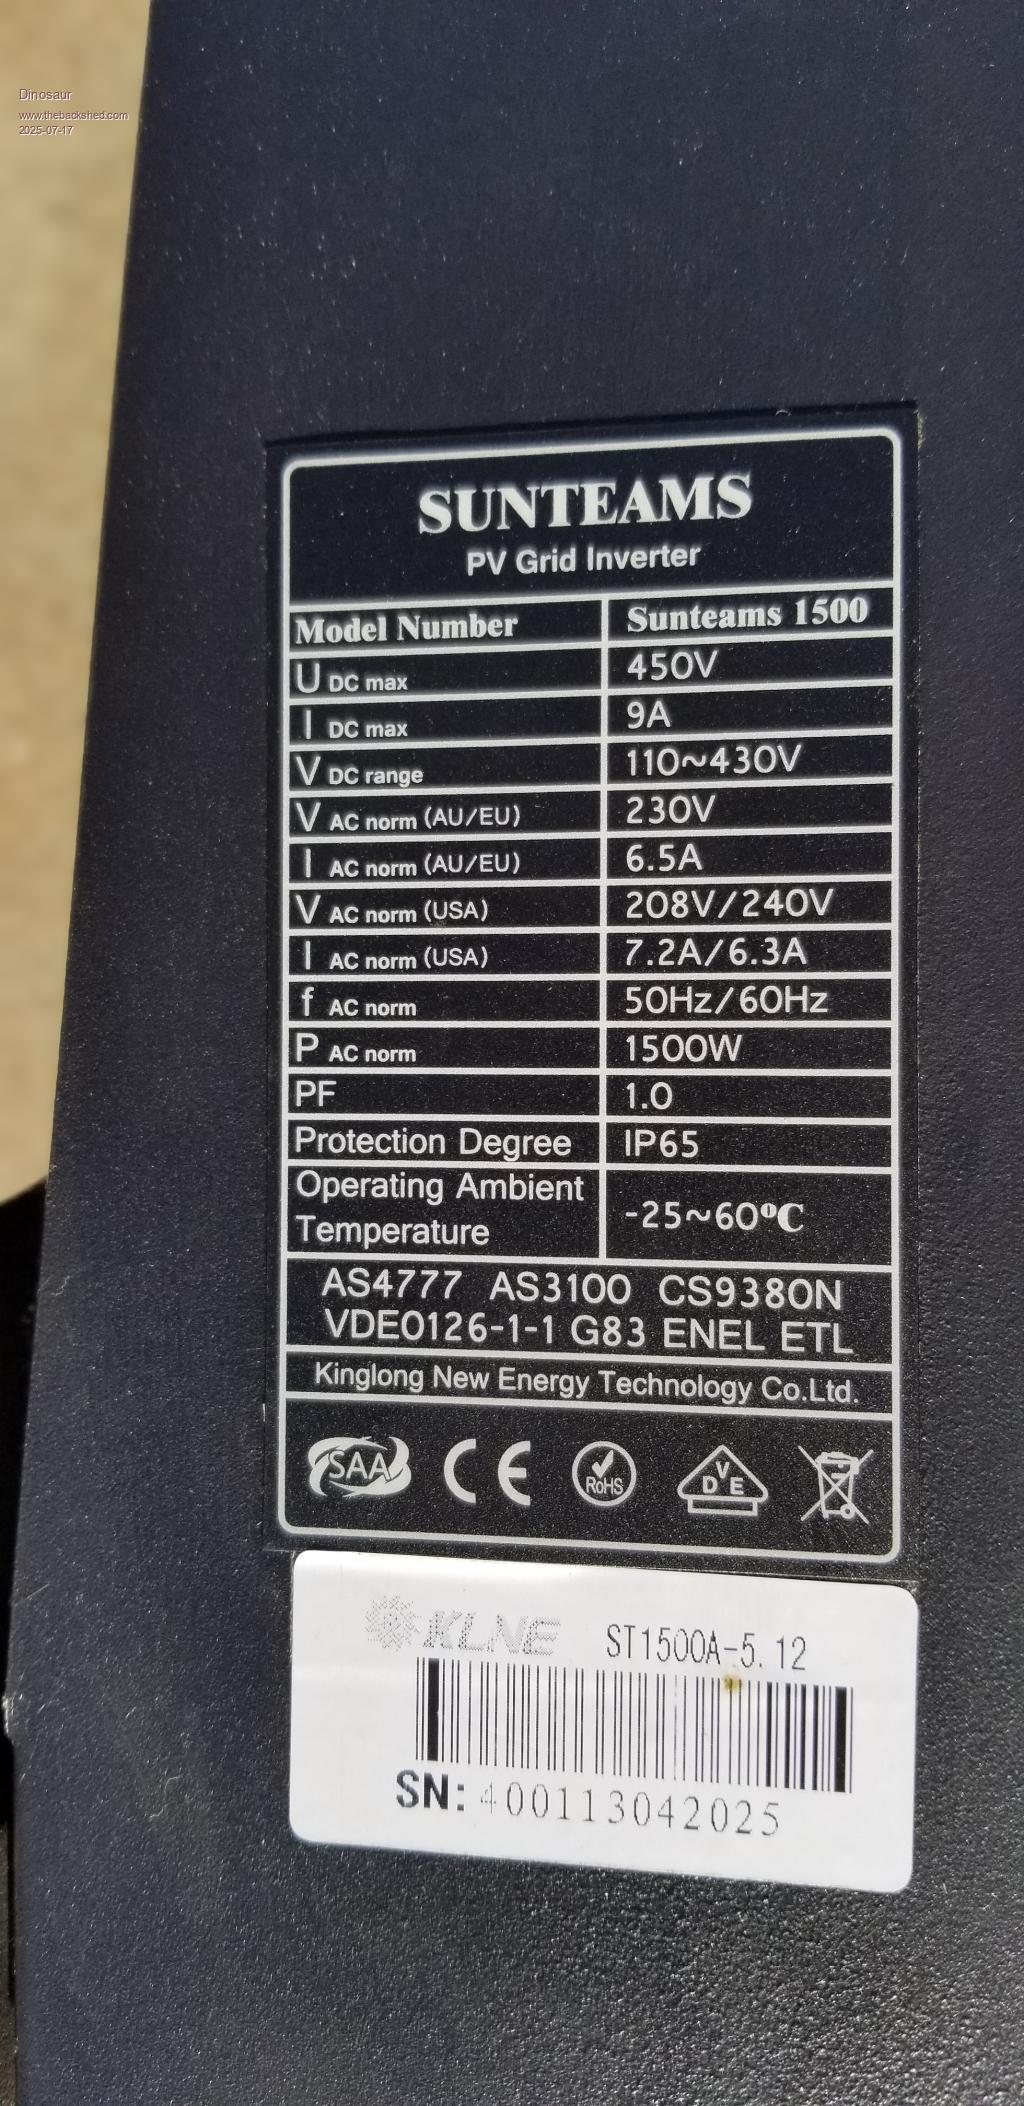 Dinosaur
www.thebackshed.com
2025-07-17
SUNTEAMS
PV Grid Inverter
Model Number Sunteams 1500
U DC max 450V
I DC max 9A
V DC range 110~430V
V AC norm (AU/EU) 230V
I AC norm (AU/EU) 6.5A
V AC norm (USA) 208V/240V
I AC norm (USA) 7.2A/6.3A
f AC norm 50Hz/60Hz
P AC norm 1500W
PF 1.0
Protection Degree IP65
Operating Ambient
Temperature -25~60ºC
AS4777 AS3100 CS9380N
VDE0126-1-1 G83 ENEL ETL
Kinglong New Energy Technology Co.Ltd.
SAA CE RoHS VDE
KLNE ST1500A-5.12
SN: 400113042025